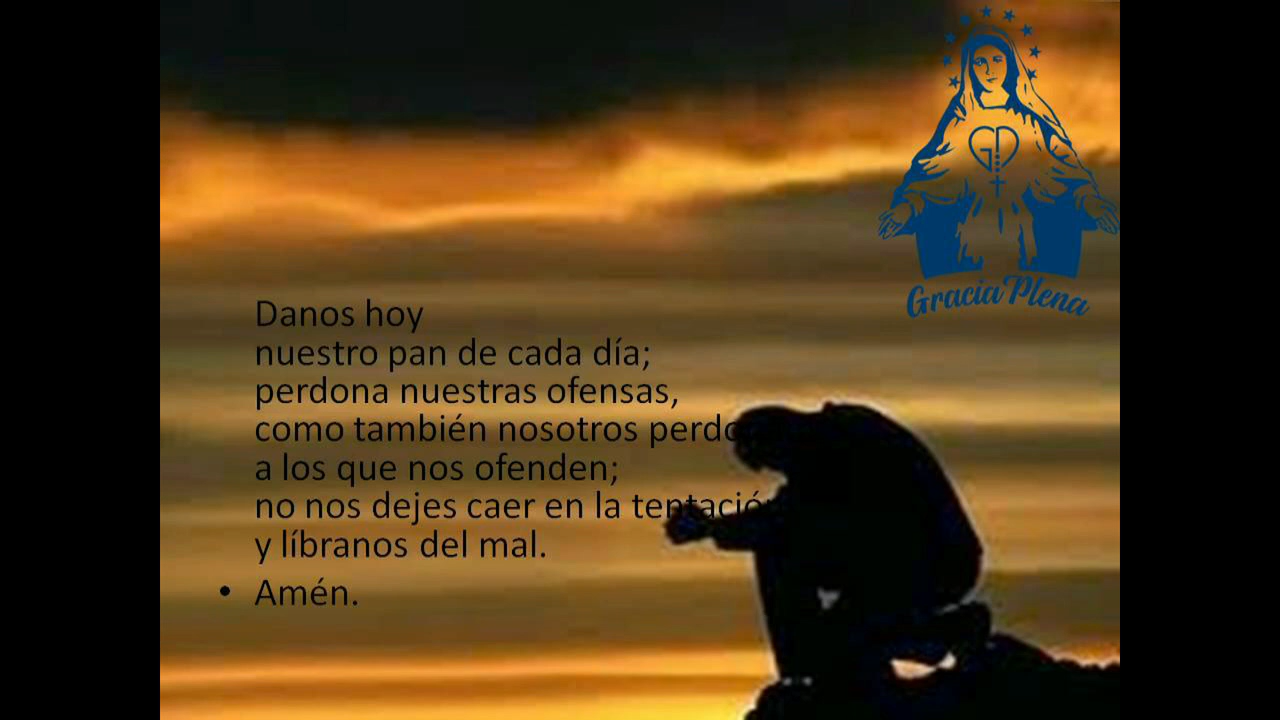 Gracia Plena
Danos hoy
nuestro pan de cada día;
perdona nuestras ofensas,
como también nosotros
a los que nos ofenden;
no nos dejes caer en la tentación
y líbranos del mal.
• Amén.